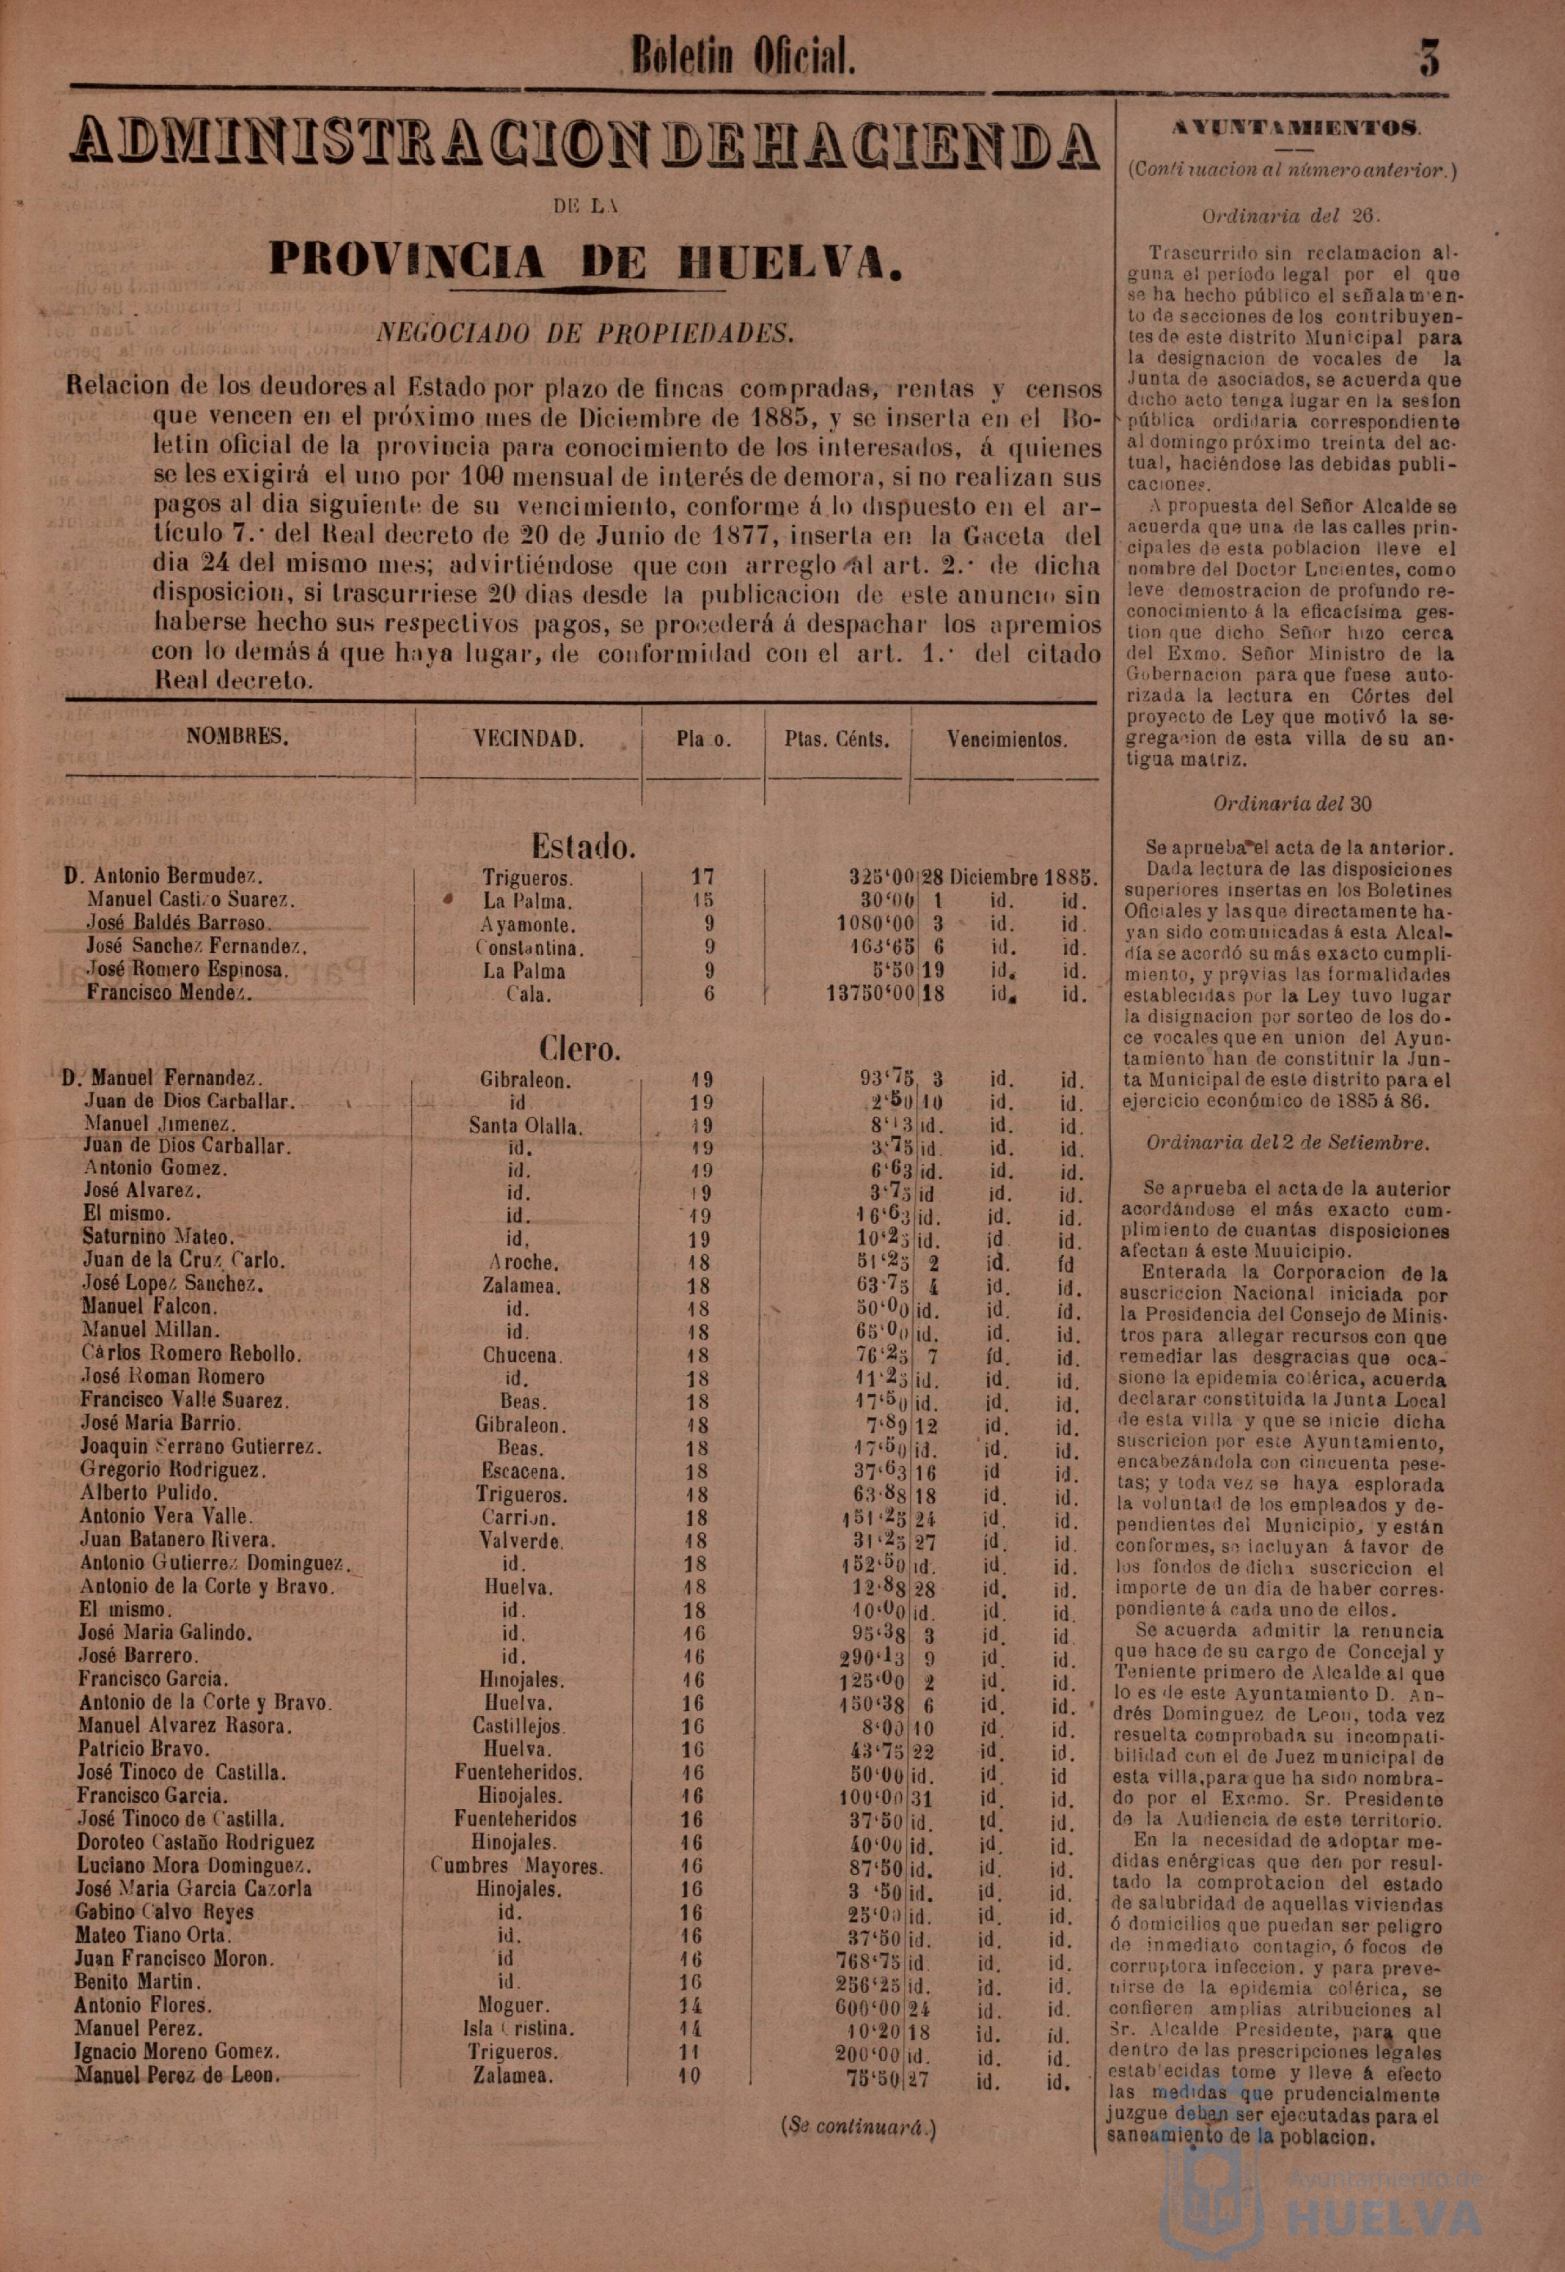 Boletin Oficial.
3
ADMINISTRACION DE HACIENDA
DE LA
PROVINCIA DE HUELVA.
NEGOCIADO DE PROPIEDADES.
Relacion de los deudores al Estado por plazo de fincas compradas, rentas y censos
que vencen en el próximo mes de Diciembre de 1885, y se inserta en el Bo-
letin oficial de la provincia para conocimiento de los interesados, á quienes
se les exigirá el uno por 100 mensual de interés de demora, si no realizan sus
pagos al dia siguiente de su vencimiento, conforme á lo dispuesto en el ar-
tículo 7.· del Real decreto de 20 de Junio de 1877, inserta en la Gaceta del
dia 24 del mismo mes; advirtiéndose que con arreglo al art. 2.· de dicha
disposicion, si trascurriese 20 dias desde la publicacion de este anuncio sin
haberse hecho sus respectivos pagos, se procederá á despachar los apremios
con lo demás á que haya lugar, de conformidad con el art. 1.· del citado
Real decreto.
NOMBRES. VECINDAD. Pla o. Ptas. Cénts. Vencimientos.
Estado.
D. Antonio Bermudez. Trigueros. 17 325'00 28 Diciembre 1885.
Manuel Castizo Suarez. La Palma. 15 30'00 1 id. id.
José Baldés Barroso. Ayamonte. 9 1080'00 3 id. id.
José Sanchez Fernandez. Constantina. 9 163'65 6 id. id.
José Romero Espinosa. La Palma 9 5'50 19 id. id.
Francisco Mendez. Cala. 6 13750'00 18 id. id.
Clero.
D. Manuel Fernandez. Gibraleon. 19 93'75 3 id. id.
Juan de Dios Carballar. id 19 2'50 10 id. id.
Manuel Jimenez. Santa Olalla. 19 8'13 id. id. id.
Juan de Dios Carballar. id. 19 3'75 id. id. id.
Antonio Gomez. id. 19 6'63 id. id. id.
José Alvarez. id. 19 3'75 id id. id.
El mismo. id. 19 16'63 id. id. id.
Saturnino Mateo. id, 19 10'25 id. id. id.
Juan de la Cruz Carlo. Aroche. 18 51'25 2 id. id
José Lopez Sanchez. Zalamea. 18 63'75 4 id. id.
Manuel Falcon. id. 18 50'00 id. id. id.
Manuel Millan. id. 18 65'00 id. id. id.
Cárlos Romero Rebollo. Chucena. 18 76'25 7 id. id.
José Roman Romero id. 18 11'25 id. id. id.
Francisco Valle Suarez. Beas. 18 17'50 id. id. id.
José Maria Barrio. Gibraleon. 18 7'89 12 id. id.
Joaquin Serrano Gutierrez. Beas. 18 17'50 id. id. id.
Gregorio Rodriguez. Escacena. 18 37'63 16 id id.
Alberto Pulido. Trigueros. 18 63'88 18 id. id.
Antonio Vera Valle. Carrion. 18 151'25 24 id. id.
Juan Batanero Rivera. Valverde. 18 31'25 27 id. id.
Antonio Gutierrez Dominguez. id. 18 152'50 id. id. id.
Antonio de la Corte y Bravo. Huelva. 18 12'88 28 id. id.
El mismo. id. 18 10'00 id. id. id.
José Maria Galindo. id. 16 95'38 3 id. id
José Barrero. id. 16 290'13 9 id. id.
Francisco Garcia. Hinojales. 16 125'00 2 id. id.
Antonio de la Corte y Bravo. Huelva. 16 150'38 6 id. id.
Manuel Alvarez Rasora. Castillejos. 16 8'00 10 id. id.
Patricio Bravo. Huelva. 16 43'75 22 id. id.
José Tinoco de Castilla. Fuenteheridos. 16 50'00 id. id. id
Francisco Garcia. Hinojales. 16 100'00 31 id. id.
José Tinoco de Castilla. Fuenteheridos 16 37'50 id. id. id.
Doroteo Castaño Rodriguez Hinojales. 16 40'00 id. id. id.
Luciano Mora Dominguez. Cumbres Mayores. 16 87'50 id. id. id.
José Maria Garcia Cazorla Hinojales. 16 3 '50 id. id. id.
Gabino Calvo Reyes id. 16 25'00 id. id. id.
Mateo Tiano Orta. id. 16 37'50 id. id. id.
Juan Francisco Moron. id 16 768'75 id. id. id.
Benito Martin. id. 16 256'25 id. id. id.
Antonio Flores. Moguer. 14 600'00 24 id. id.
Manuel Perez. Isla Cristina. 14 10'20 18 id. id.
Ignacio Moreno Gomez. Trigueros. 11 200'00 id. id. id.
Manuel Perez de Leon. Zalamea. 10 75'50 27 id. id.
(Se continuará.)
AYUNTAMIENTOS.
(Continuacion al número anterior.)
Ordinaria del 26.
Trascurrido sin reclamacion al-
guna el período legal por el que
se ha hecho público el señalamien-
to de secciones de los contribuyen-
tes de este distrito Municipal para
la designacion de vocales de la
Junta de asociados, se acuerda que
dicho acto tenga lugar en la sesion
pública ordidaria correspondiente
al domingo próximo treinta del ac-
tual, haciéndose las debidas publi-
caciones.
A propuesta del Señor Alcalde se
acuerda que una de las calles prin-
cipales de esta poblacion lleve el
nombre del Doctor Lucientes, como
leve demostracion de profundo re-
conocimiento á la eficacísima ges-
tion que dicho Señor hizo cerca
del Exmo. Señor Ministro de la
Gobernacion para que fuese auto-
rizada la lectura en Córtes del
proyecto de Ley que motivó la se-
gregacion de esta villa de su an-
tigua matriz.
Ordinaria del 30
Se aprueba el acta de la anterior.
Dada lectura de las disposiciones
superiores insertas en los Boletines
Oficiales y las que directamente ha-
yan sido comunicadas á esta Alcal-
día se acordó su más exacto cumpli-
miento, y previas las formalidades
establecidas por la Ley tuvo lugar
la disignacion por sorteo de los do-
ce vocales que en union del Ayun-
tamiento han de constituir la Jun-
ta Municipal de este distrito para el
ejercicio económico de 1885 á 86.
Ordinaria del 2 de Setiembre.
Se aprueba el acta de la auterior
acordándose el más exacto cum-
plimiento de cuantas disposiciones
afectan á este Muuicipio.
Enterada la Corporacion de la
suscriccion Nacional iniciada por
la Presidencia del Consejo de Minis-
tros para allegar recursos con que
remediar las desgracias que oca-
sione la epidemia colérica, acuerda
declarar constituida la Junta Local
de esta villa y que se inicie dicha
suscricion por este Ayuntamiento,
encabezándola con cincuenta pese-
tas; y toda vez se haya esplorada
la voluntad de los empleados y de-
pendientes del Municipio, y están
conformes, se incluyan á favor de
los fondos de dicha suscriccion el
importe de un dia de haber corres-
pondiente á cada uno de ellos.
Se acuerda admitir la renuncia
que hace de su cargo de Concejal y
Teniente primero de Alcalde al que
lo es de este Ayuntamiento D. An-
drés Dominguez de Leon, toda vez
resuelta comprobada su incompati-
bilidad con el de Juez municipal de
esta villa, para que ha sido nombra-
do por el Excmo. Sr. Presidente
de la Audiencia de este territorio.
En la necesidad de adoptar me-
didas enérgicas que den por resul-
tado la comprobacion del estado
de salubridad de aquellas viviendas
ó domicilios que puedan ser peligro
de inmediato contagio, ó focos de
corruptora infeccion, y para preve-
nirse de la epidemia colérica, se
confieren amplias atribuciones al
Sr. Alcalde Presidente, para que
dentro de las prescripciones legales
establecidas tome y lleve á efecto
las medidas que prudencialmente
juzgue deben ser ejecutadas para el
saneamiento de la poblacion.
Ayuntamiento de
HUELVA